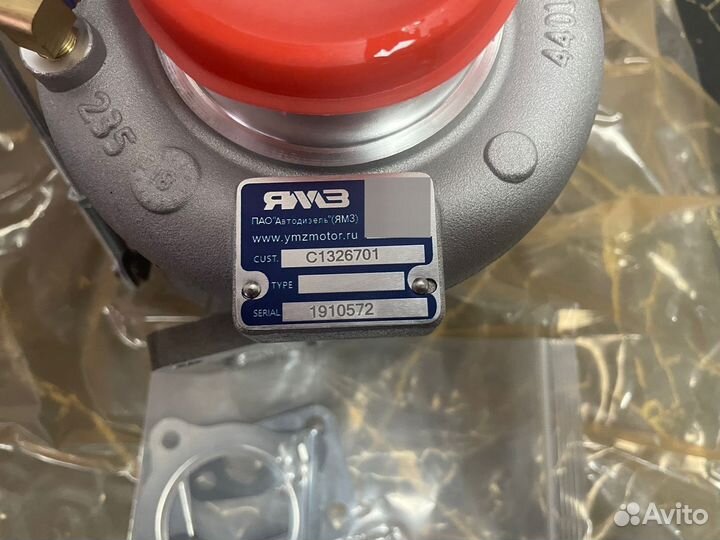 4401
235
ЯМЗ
ПАО"Автодизель"(ЯМЗ)
www.ymzmotor.ru
CUST. C1326701
TYPE
SERIAL 1910572
Avito